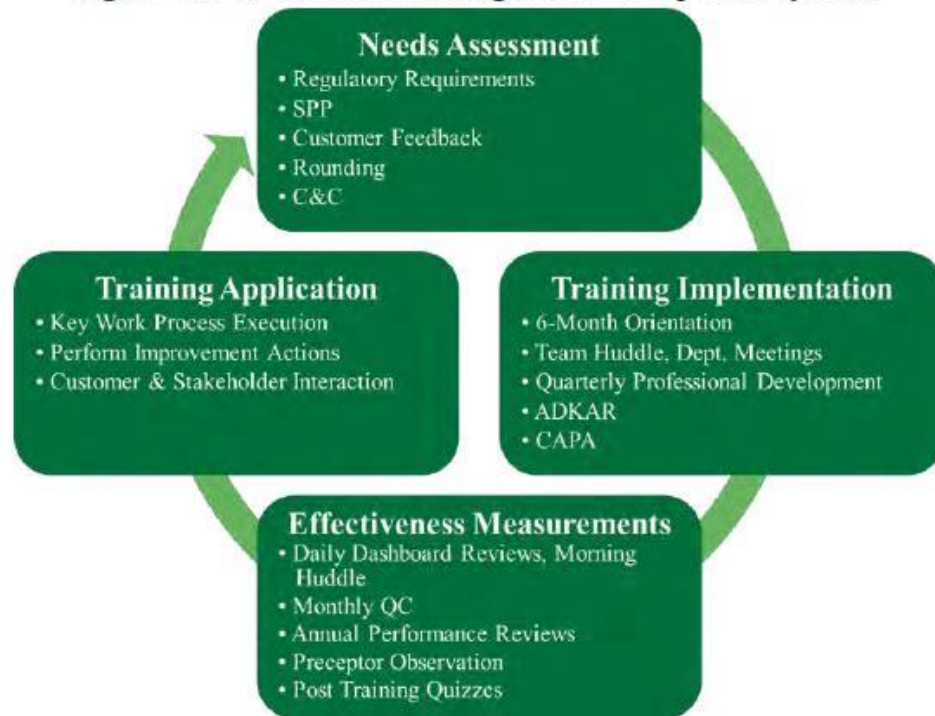 Needs Assessment
• Regulatory Requirements
• SPP
• Customer Feedback
• Rounding
• C&C
Training Application
• Key Work Process Execution
• Perform Improvement Actions
• Customer & Stakeholder Interaction
Training Implementation
• 6-Month Orientation
• Team Huddle, Dept. Meetings
• Quarterly Professional Development
• ADKAR
• CAPA
Effectiveness Measurements
• Daily Dashboard Reviews, Morning
Huddle
• Monthly QC
• Annual Performance Reviews
• Preceptor Observation
• Post Training Quizzes